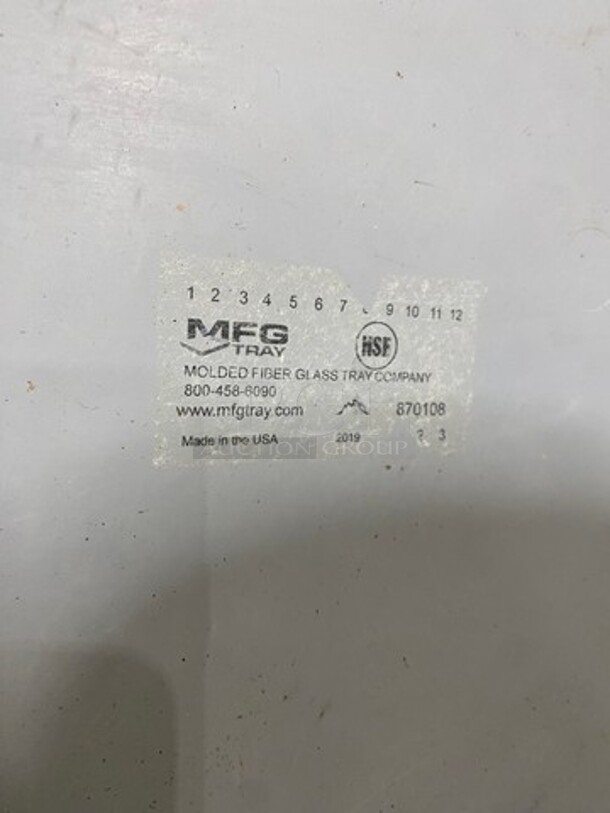 1 2 3 4 5 6 7 9 10 11 12
MFG
TRAY
NSF
MOLDED FIBER GLASS TRAY COMPANY
800-458-6090
www.mfgtray.com 870108
Made in the USA 2019 3
AUCTION GROUP